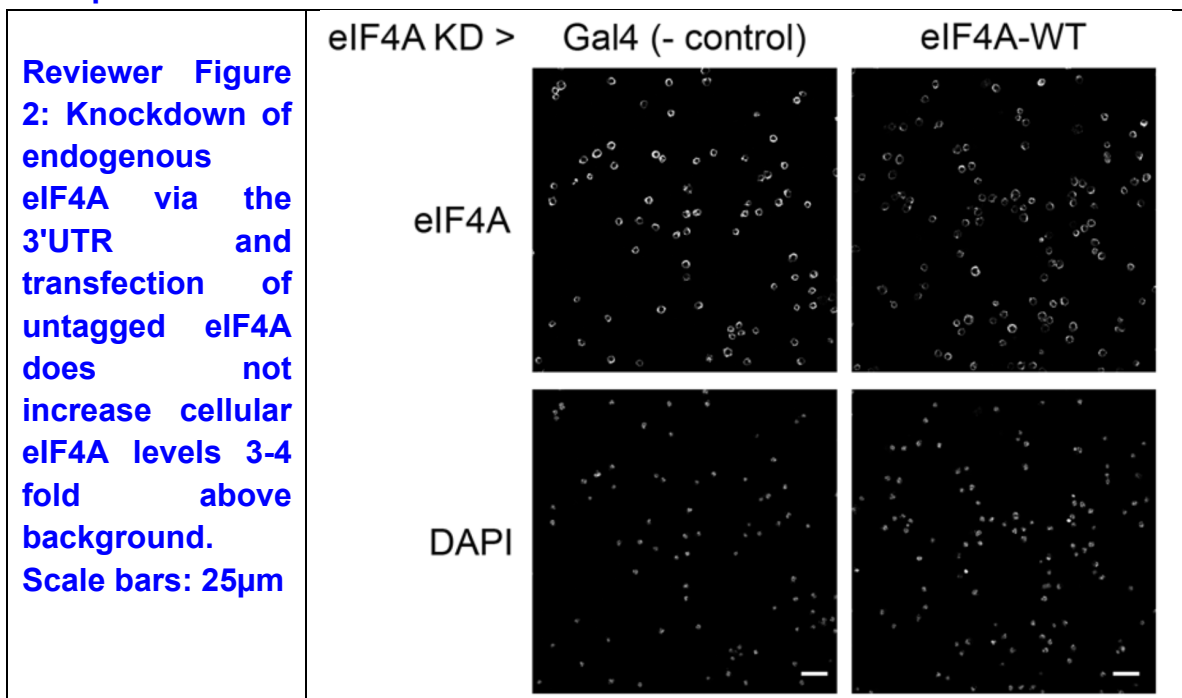 Reviewer Figure
2: Knockdown of
endogenous
eIF4A via the
3'UTR and
transfection of
untagged eIF4A
does not
increase cellular
eIF4A levels 3-4
fold above
background.
Scale bars: 25µm
eIF4A KD > Gal4 (- control) eIF4A-WT
eIF4A
DAPI